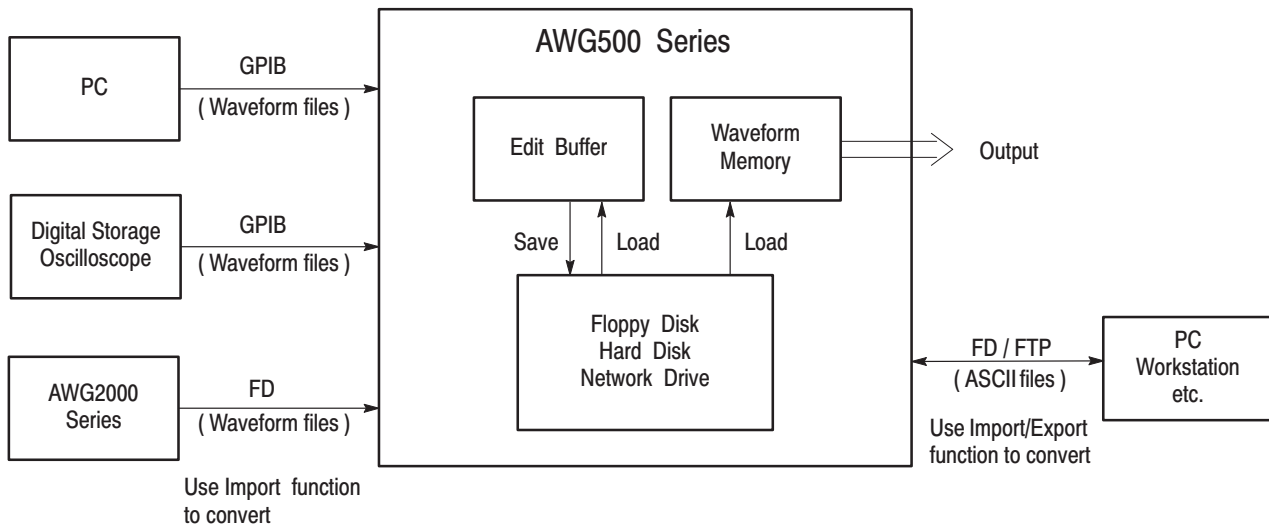 AWG500 Series
PC
GPIB
( Waveform files )
Edit Buffer
Waveform
Memory
Output
Digital Storage
Oscilloscope
GPIB
( Waveform files )
Save
Load
Load
Floppy Disk
Hard Disk
Network Drive
AWG2000
Series
FD
( Waveform files )
Use Import function
to convert
FD / FTP
( ASCII files )
Use Import/Export
function to convert
PC
Workstation
etc.